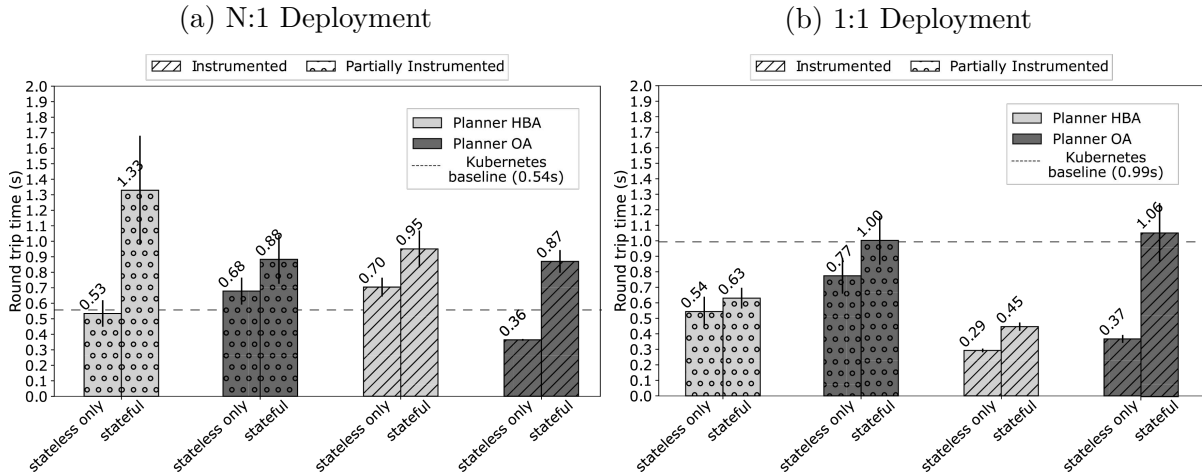 (a) N:1 Deployment
Instrumented
Partially Instrumented
Round trip time (s)
2.0
1.9
1.8
1.7
1.6
1.5
1.4
1.3
1.2
1.1
1.0
0.9
0.8
0.7
0.6
0.5
0.4
0.3
0.2
0.1
0.0
Planner HBA
Planner OA
Kubernetes
baseline (0.54s)
0.53
1.33
0.68
0.88
0.70
0.95
0.36
0.87
stateless only
stateful
stateless only
stateful
stateless only
stateful
stateless only
stateful
(b) 1:1 Deployment
Instrumented
Partially Instrumented
Round trip time (s)
2.0
1.9
1.8
1.7
1.6
1.5
1.4
1.3
1.2
1.1
1.0
0.9
0.8
0.7
0.6
0.5
0.4
0.3
0.2
0.1
0.0
Planner HBA
Planner OA
Kubernetes
baseline (0.99s)
0.54
0.63
0.77
1.00
0.29
0.45
0.37
1.06
stateless only
stateful
stateless only
stateful
stateless only
stateful
stateless only
stateful